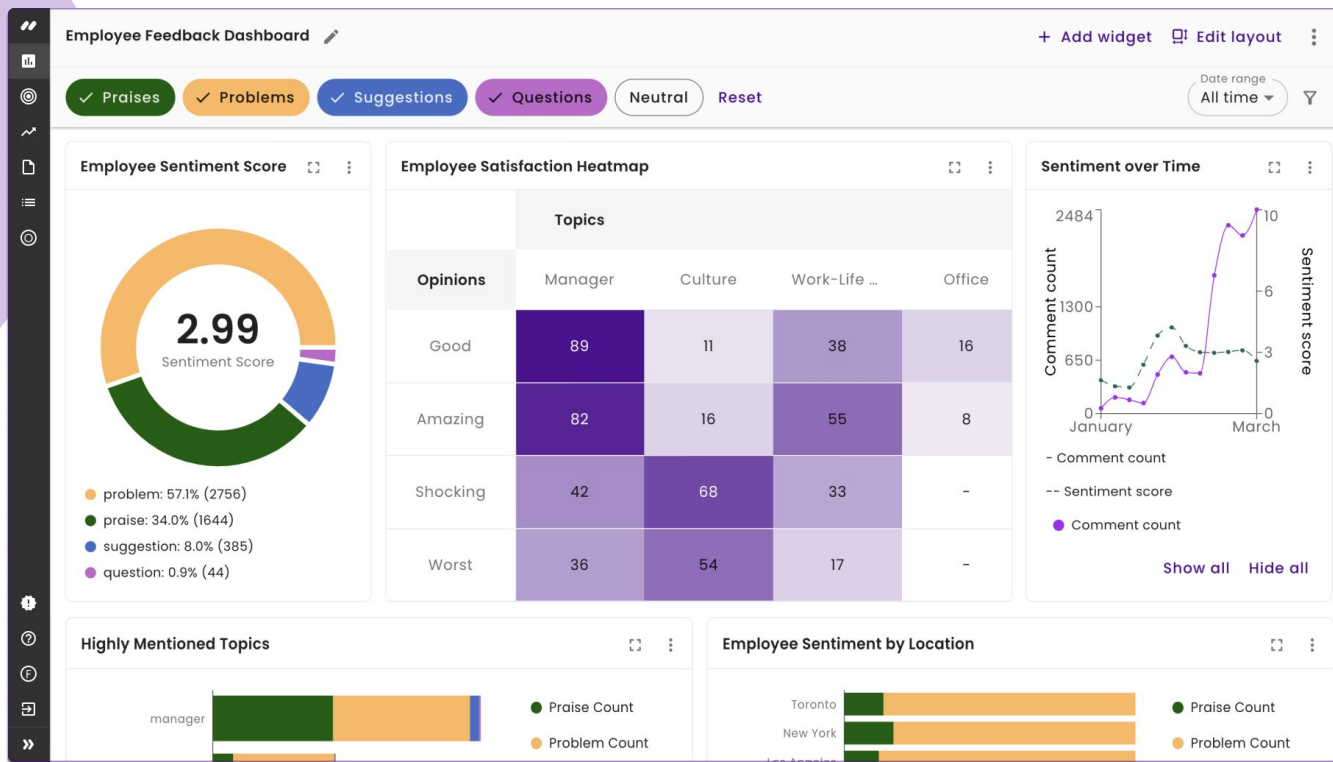 Employee Feedback Dashboard
+ Add widget
Edit layout
Praises
Problems
Suggestions
Questions
Neutral
Reset
Date range
All time
Employee Sentiment Score
2.99
Sentiment Score
problem: 57.1% (2756)
praise: 34.0% (1644)
suggestion: 8.0% (385)
question: 0.9% (44)
Employee Satisfaction Heatmap
Topics
Opinions Manager Culture Work-Life ... Office
Good 89 11 38 16
Amazing 82 16 55 8
Shocking 42 68 33 -
Worst 36 54 17 -
Sentiment over Time
Comment count
2484
1300
650
0
10
6
3
0
Sentiment score
January March
- Comment count
-- Sentiment score
Comment count
Show all Hide all
Highly Mentioned Topics
manager
Praise Count
Problem Count
Employee Sentiment by Location
Toronto
New York
Los Angeles
Praise Count
Problem Count